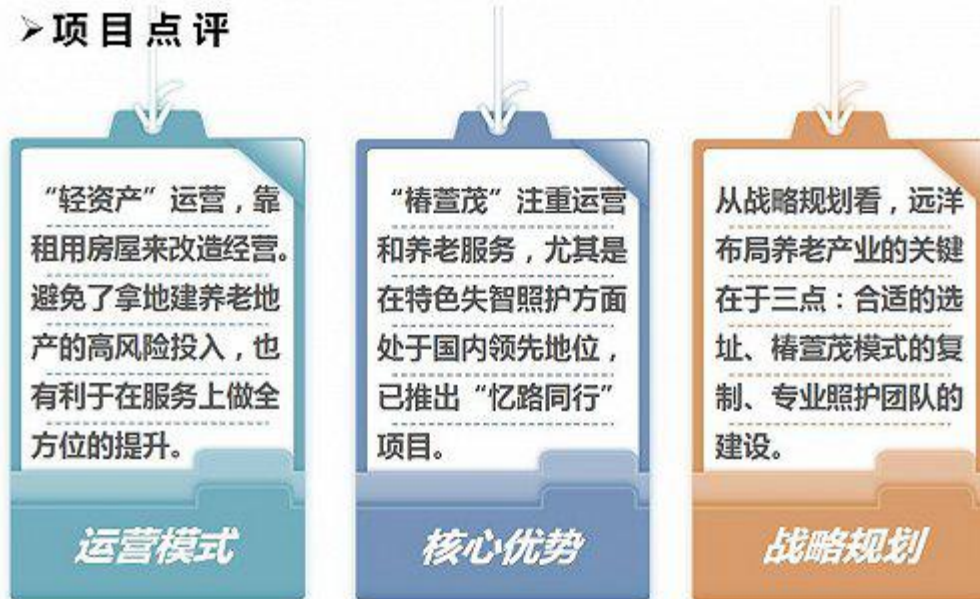 ➢项目点评
“轻资产”运营，靠
租用房屋来改造经营。
避免了拿地建养老地
产的高风险投入，也
有利于在服务上做全
方位的提升。
运营模式
“椿萱茂”注重运营
和养老服务，尤其是
在特色失智照护方面
处于国内领先地位，
已推出“忆路同行”
项目。
核心优势
从战略规划看，远洋
布局养老产业的关键
在于三点：合适的选
址、椿萱茂模式的复
制、专业照护团队的
建设。
战略规划